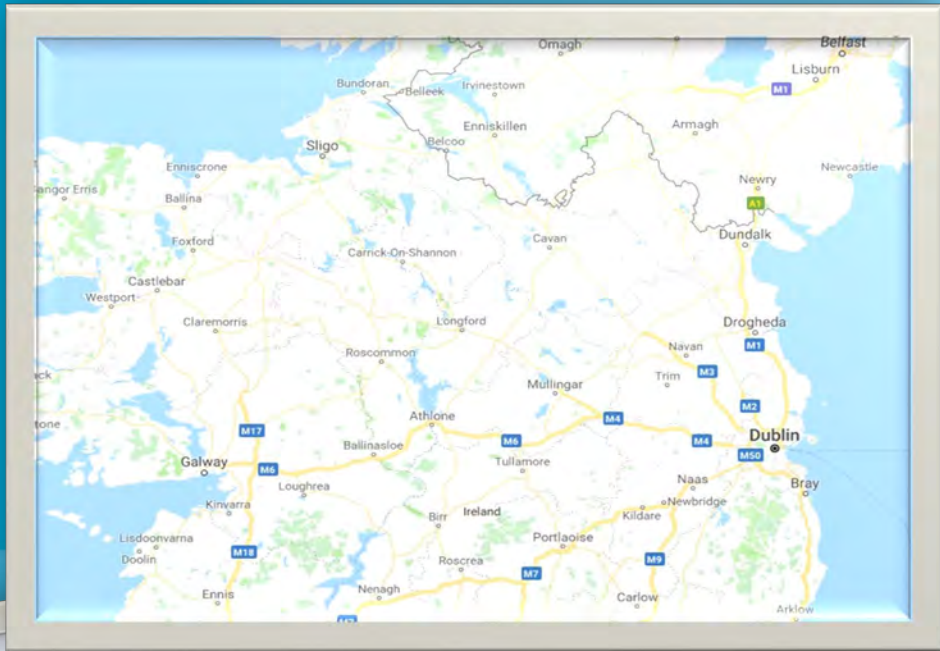 Omagh
Belfast
Lisburn
M1
Bundoran
Belleek
Irvinestown
Enniskillen
Armagh
Sligo
Belcoo
Enniscrone
Newcastle
Newry
angor Erris
Ballina
A1
Foxford
Cavan
Dundalk
Carrick-On-Shannon
Castlebar
Westport
Claremorris
Longford
Drogheda
M1
Roscommon
Navan
M3
Trim
ack
Mullingar
M2
Athlone
M4
tone
M17
M6
M4
Dublin
Ballinasloe
M50
Galway
M6
Tullamore
Loughrea
Naas
Bray
Kinvarra
Newbridge
Birr
Ireland
Kildare
Lisdoonvarna
Portlaoise
Doolin
M18
Roscrea
M9
M7
Ennis
Nenagh
Carlow
Arklow